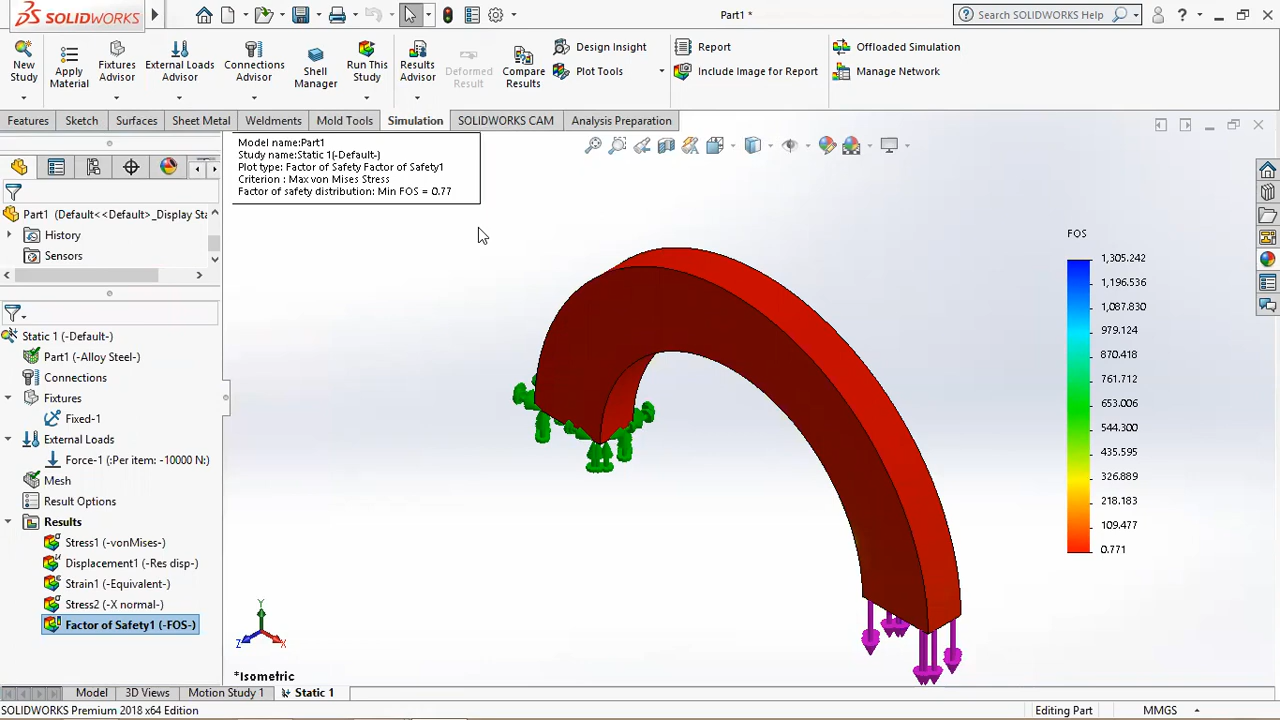 SOLIDWORKS
Part1 *
Search SOLIDWORKS Help
?
New Study
Apply Material
Fixtures Advisor
External Loads Advisor
Connections Advisor
Shell Manager
Run This Study
Results Advisor
Deformed Result
Compare Results
Design Insight
Plot Tools
Report
Include Image for Report
Offloaded Simulation
Manage Network
Features
Sketch
Surfaces
Sheet Metal
Weldments
Mold Tools
Simulation
SOLIDWORKS CAM
Analysis Preparation
Model name:Part1
Study name:Static 1(-Default-)
Plot type: Factor of Safety Factor of Safety1
Criterion : Max von Mises Stress
Factor of safety distribution: Min FOS = 0.77
Part1 (Default<<Default>_Display Sta
History
Sensors
Static 1 (-Default-)
Part1 (-Alloy Steel-)
Connections
Fixtures
Fixed-1
External Loads
Force-1 (:Per item: -10000 N:)
Mesh
Result Options
Results
Stress1 (-vonMises-)
Displacement1 (-Res disp-)
Strain1 (-Equivalent-)
Stress2 (-X normal-)
Factor of Safety1 (-FOS-)
FOS
1,305.242
1,196.536
1,087.830
979.124
870.418
761.712
653.006
544.300
435.595
326.889
218.183
109.477
0.771
Y
Z
X
*Isometric
Model
3D Views
Motion Study 1
Static 1
SOLIDWORKS Premium 2018 x64 Edition
Editing Part
MMGS